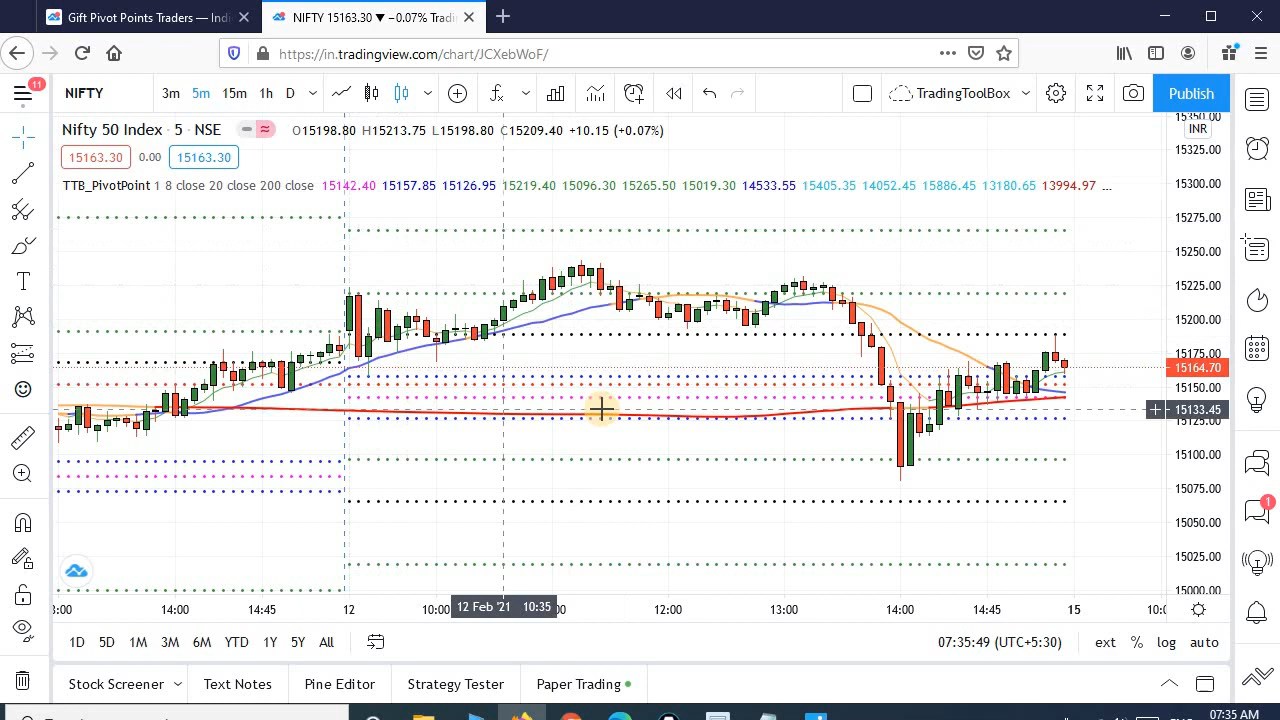 Gift Pivot Points Traders — Indi
NIFTY 15163.30 ▼ −0.07% Tradi
https://in.tradingview.com/chart/JCXebWoF/
11
NIFTY 3m 5m 15m 1h D TradingToolBox Publish
Nifty 50 Index · 5 · NSE O15198.80 H15213.75 L15198.80 C15209.40 +10.15 (+0.07%)
15163.30 0.00 15163.30
TTB_PivotPoint 1 8 close 20 close 200 close 15142.40 15157.85 15126.95 15219.40 15096.30 15265.50 15019.30 14533.55 15405.35 14052.45 15886.45 13180.65 13994.97 ...
15350.00
INR
15325.00
15300.00
15275.00
15250.00
15225.00
15200.00
15175.00
15164.70
15150.00
15133.45
15125.00
15100.00
15075.00
15050.00
15025.00
15000.00
1
14:00 14:45 12 10:00 12 Feb '21 10:35 12:00 13:00 14:00 14:45 15
1D 5D 1M 3M 6M YTD 1Y 5Y All 07:35:49 (UTC+5:30) ext % log auto
Stock Screener Text Notes Pine Editor Strategy Tester Paper Trading
07:35 AM